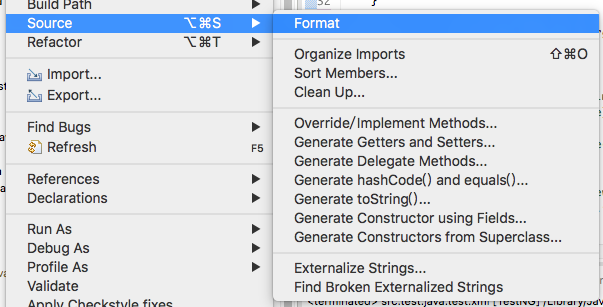 Build Path
Source ⌥⌘S ▶
Refactor ⌥⌘T ▶
Import...
Export...
Find Bugs ▶
Refresh F5
References ▶
Declarations ▶
Run As ▶
Debug As ▶
Profile As ▶
Validate
Apply Checkstyle fixes
32 }
Format
Organize Imports ⇧⌘O
Sort Members...
Clean Up...
Override/Implement Methods...
Generate Getters and Setters...
Generate Delegate Methods...
Generate hashCode() and equals()...
Generate toString()...
Generate Constructor using Fields...
Generate Constructors from Superclass...
Externalize Strings...
Find Broken Externalized Strings
<terminated> src.test.java.test.xml [TestNG] /Library/Jav